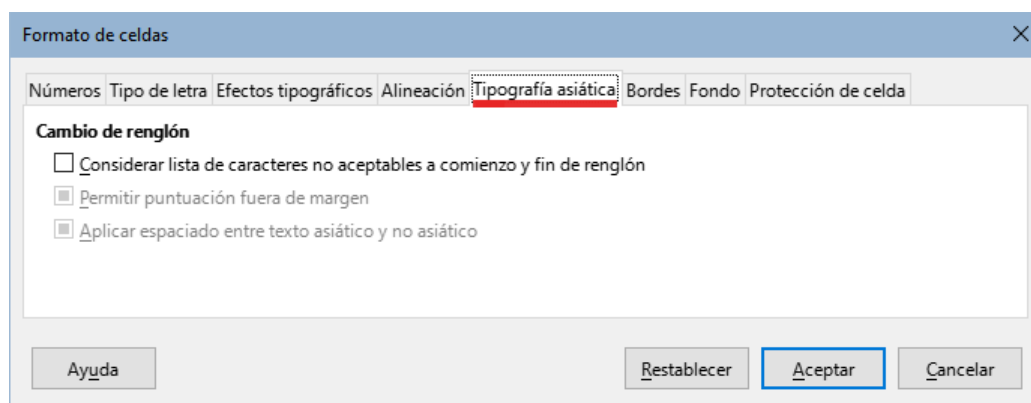 Formato de celdas
Números Tipo de letra Efectos tipográficos Alineación Tipografía asiática Bordes Fondo Protección de celda
Cambio de renglón
Considerar lista de caracteres no aceptables a comienzo y fin de renglón
Permitir puntuación fuera de margen
Aplicar espaciado entre texto asiático y no asiático
Ayuda Restablecer Aceptar Cancelar